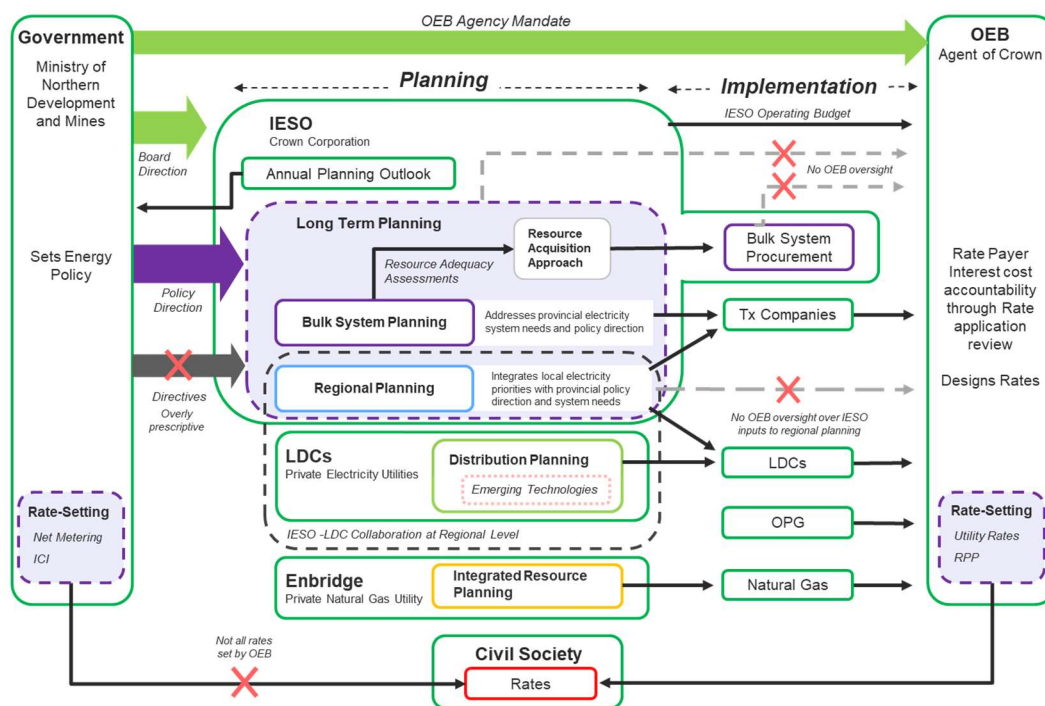 OEB Agency Mandate
Government
Ministry of
Northern
Development
and Mines
Board
Direction
Sets Energy
Policy
Policy
Direction
Directives
Overly
prescriptive
Rate-Setting
Net Metering
ICI
Planning
Implementation
IESO
Crown Corporation
IESO Operating Budget
Annual Planning Outlook
No OEB oversight
Long Term Planning
Resource
Acquisition
Approach
Resource Adequacy
Assessments
Bulk System
Procurement
Bulk System Planning
Addresses provincial electricity
system needs and policy direction
Tx Companies
Regional Planning
Integrates local electricity
priorities with provincial policy
direction and system needs
No OEB oversight over IESO
inputs to regional planning
LDCs
Private Electricity Utilities
Distribution Planning
Emerging Technologies
LDCs
IESO -LDC Collaboration at Regional Level
OPG
Enbridge
Private Natural Gas Utility
Integrated Resource
Planning
Natural Gas
OEB
Agent of Crown
Rate Payer
Interest cost
accountability
through Rate
application
review
Designs Rates
Rate-Setting
Utility Rates
RPP
Not all rates
set by OEB
Civil Society
Rates